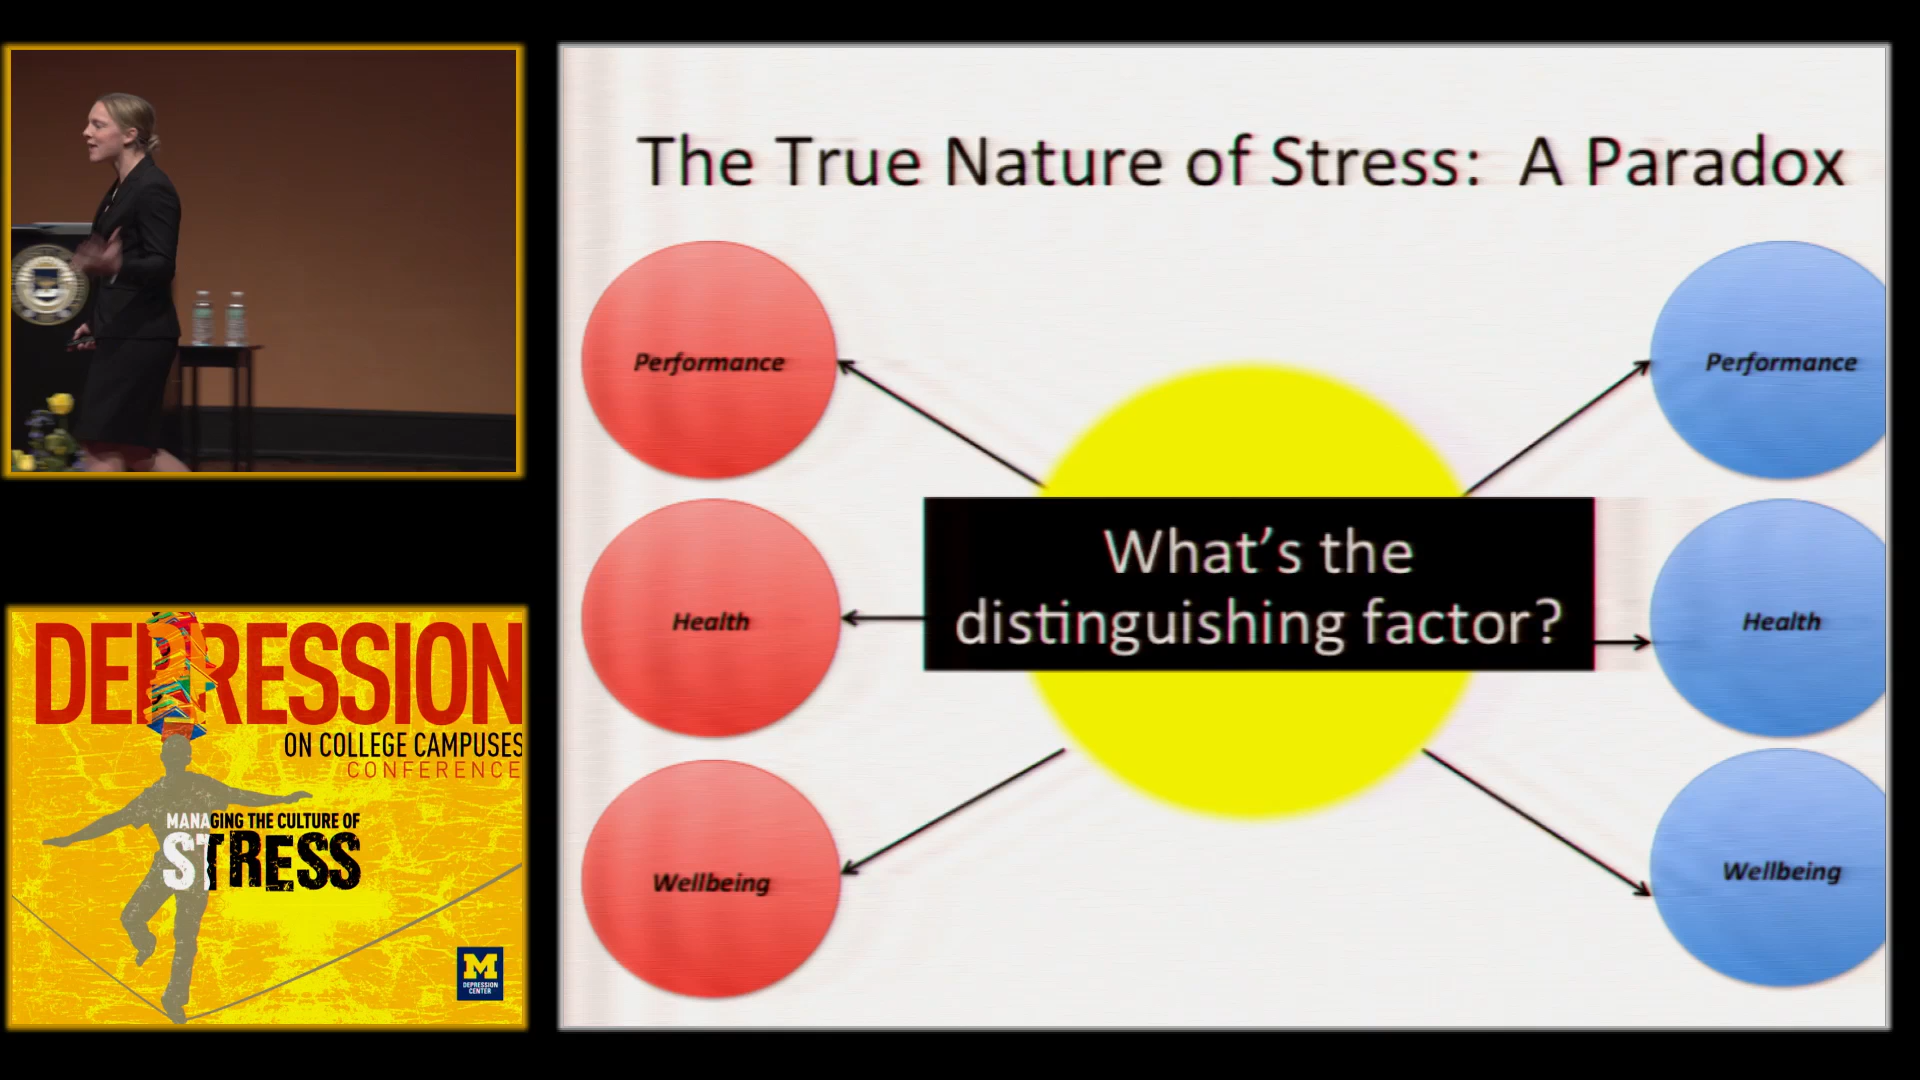 The True Nature of Stress: A Paradox
Performance
Performance
What's the
distinguishing factor?
Health
Health
Wellbeing
Wellbeing
DEPRESSION
ON COLLEGE CAMPUSES
CONFERENCE
MANAGING THE CULTURE OF
STRESS
M
DEPRESSION
CENTER